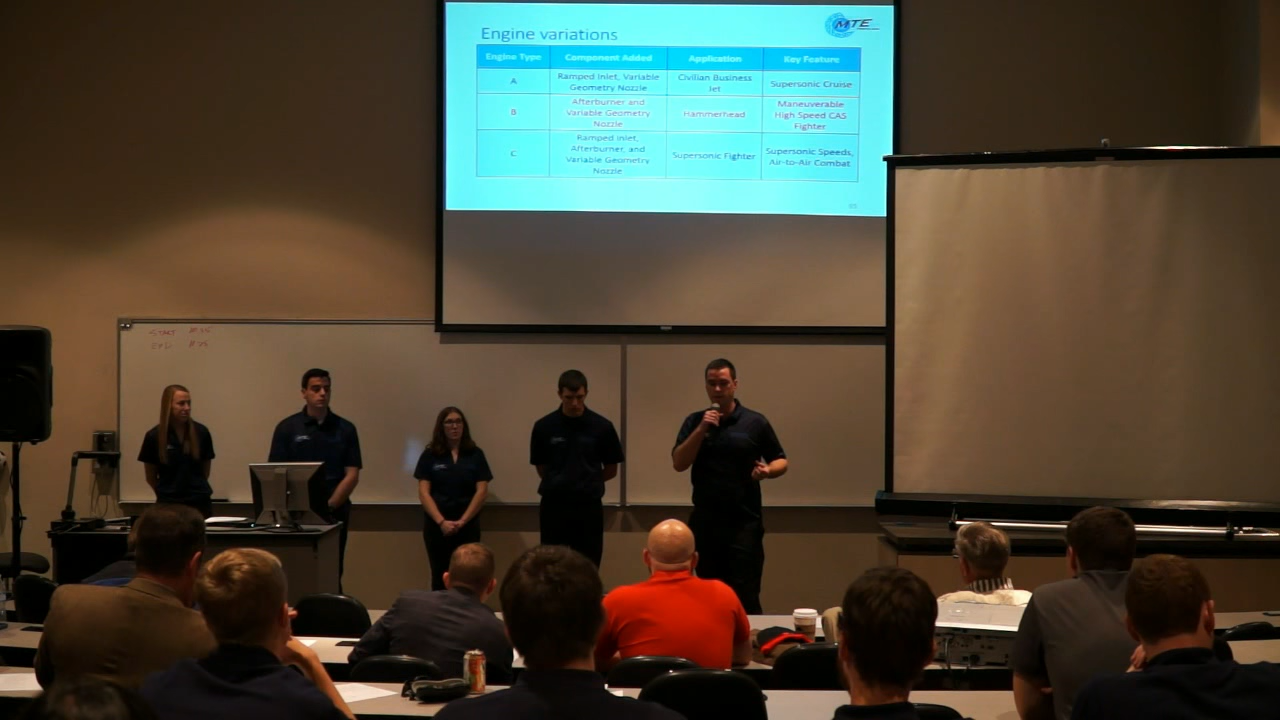 MTE
Engine variations
Engine Type Component Added Application Key Feature
A Ramped Inlet, Variable Geometry Nozzle Civilian Business Jet Supersonic Cruise
B Afterburner and Variable Geometry Nozzle Hammerhead Maneuverable High Speed CAS Fighter
C Ramped Inlet, Afterburner, and Variable Geometry Nozzle Supersonic Fighter Supersonic Speeds, Air-to-Air Combat
START